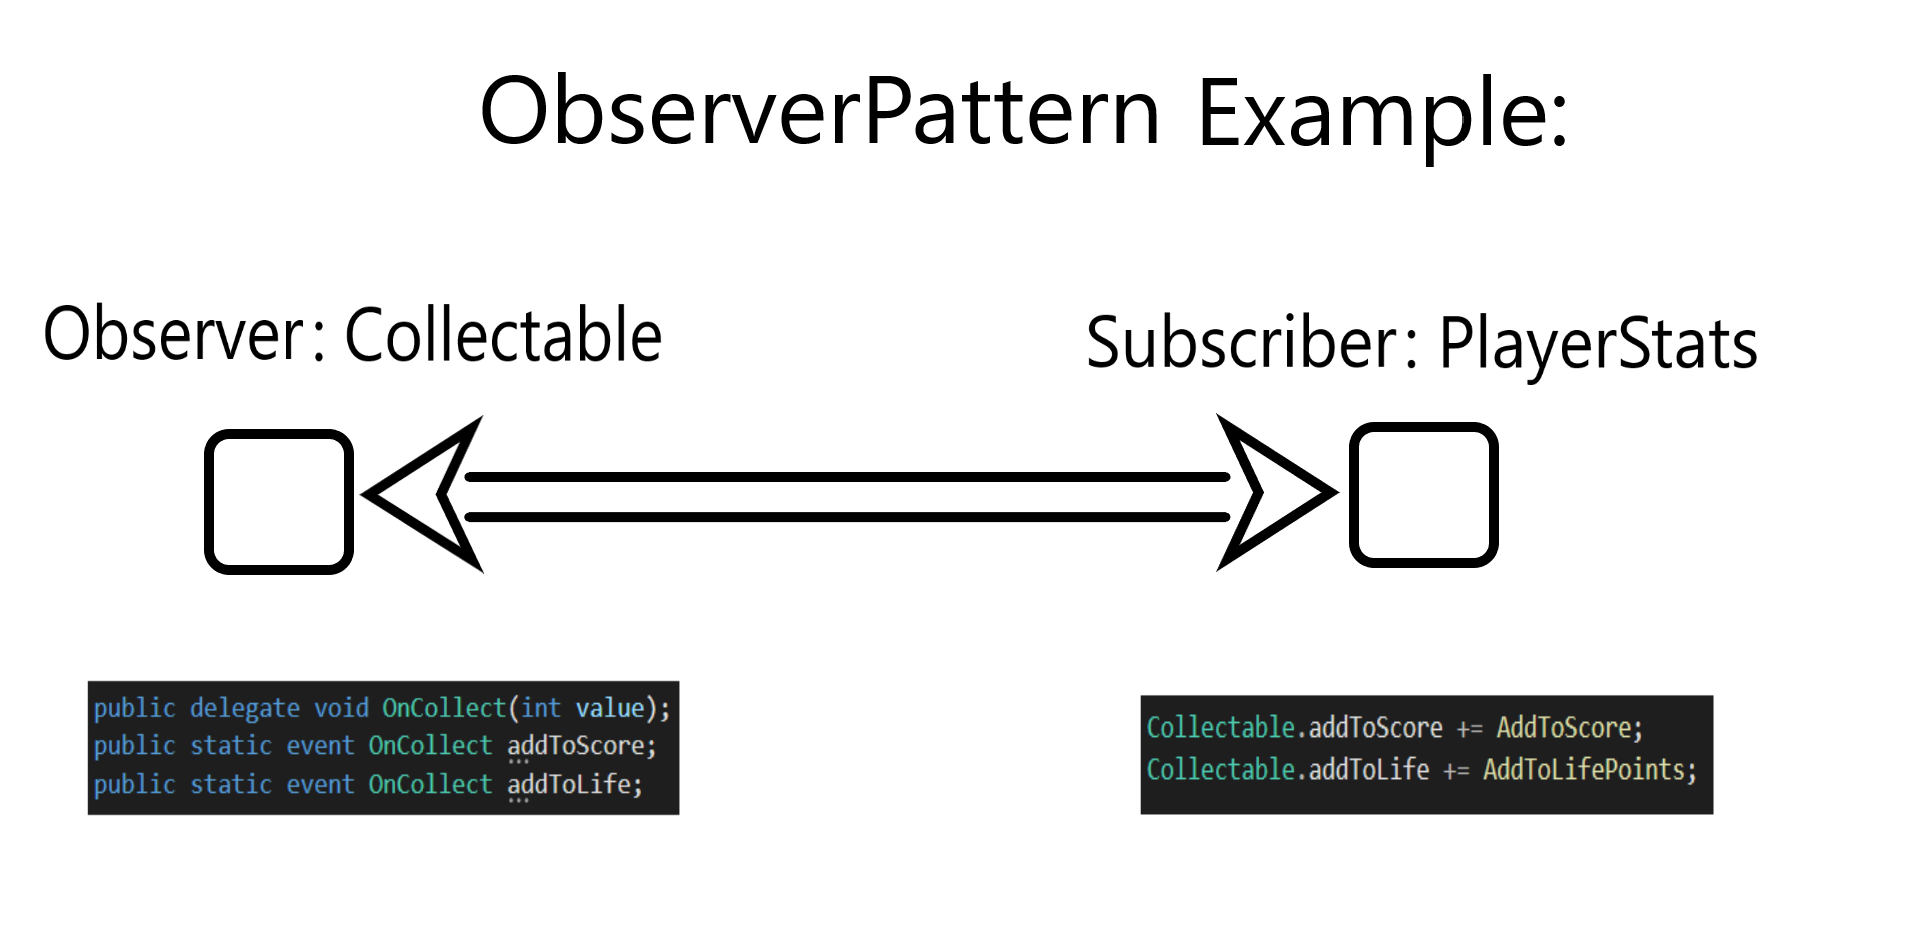 ObserverPattern Example:
Observer: Collectable
Subscriber: PlayerStats
public delegate void OnCollect(int value);
public static event OnCollect addToScore;
public static event OnCollect addToLife;
Collectable.addToScore += AddToScore;
Collectable.addToLife += AddToLifePoints;